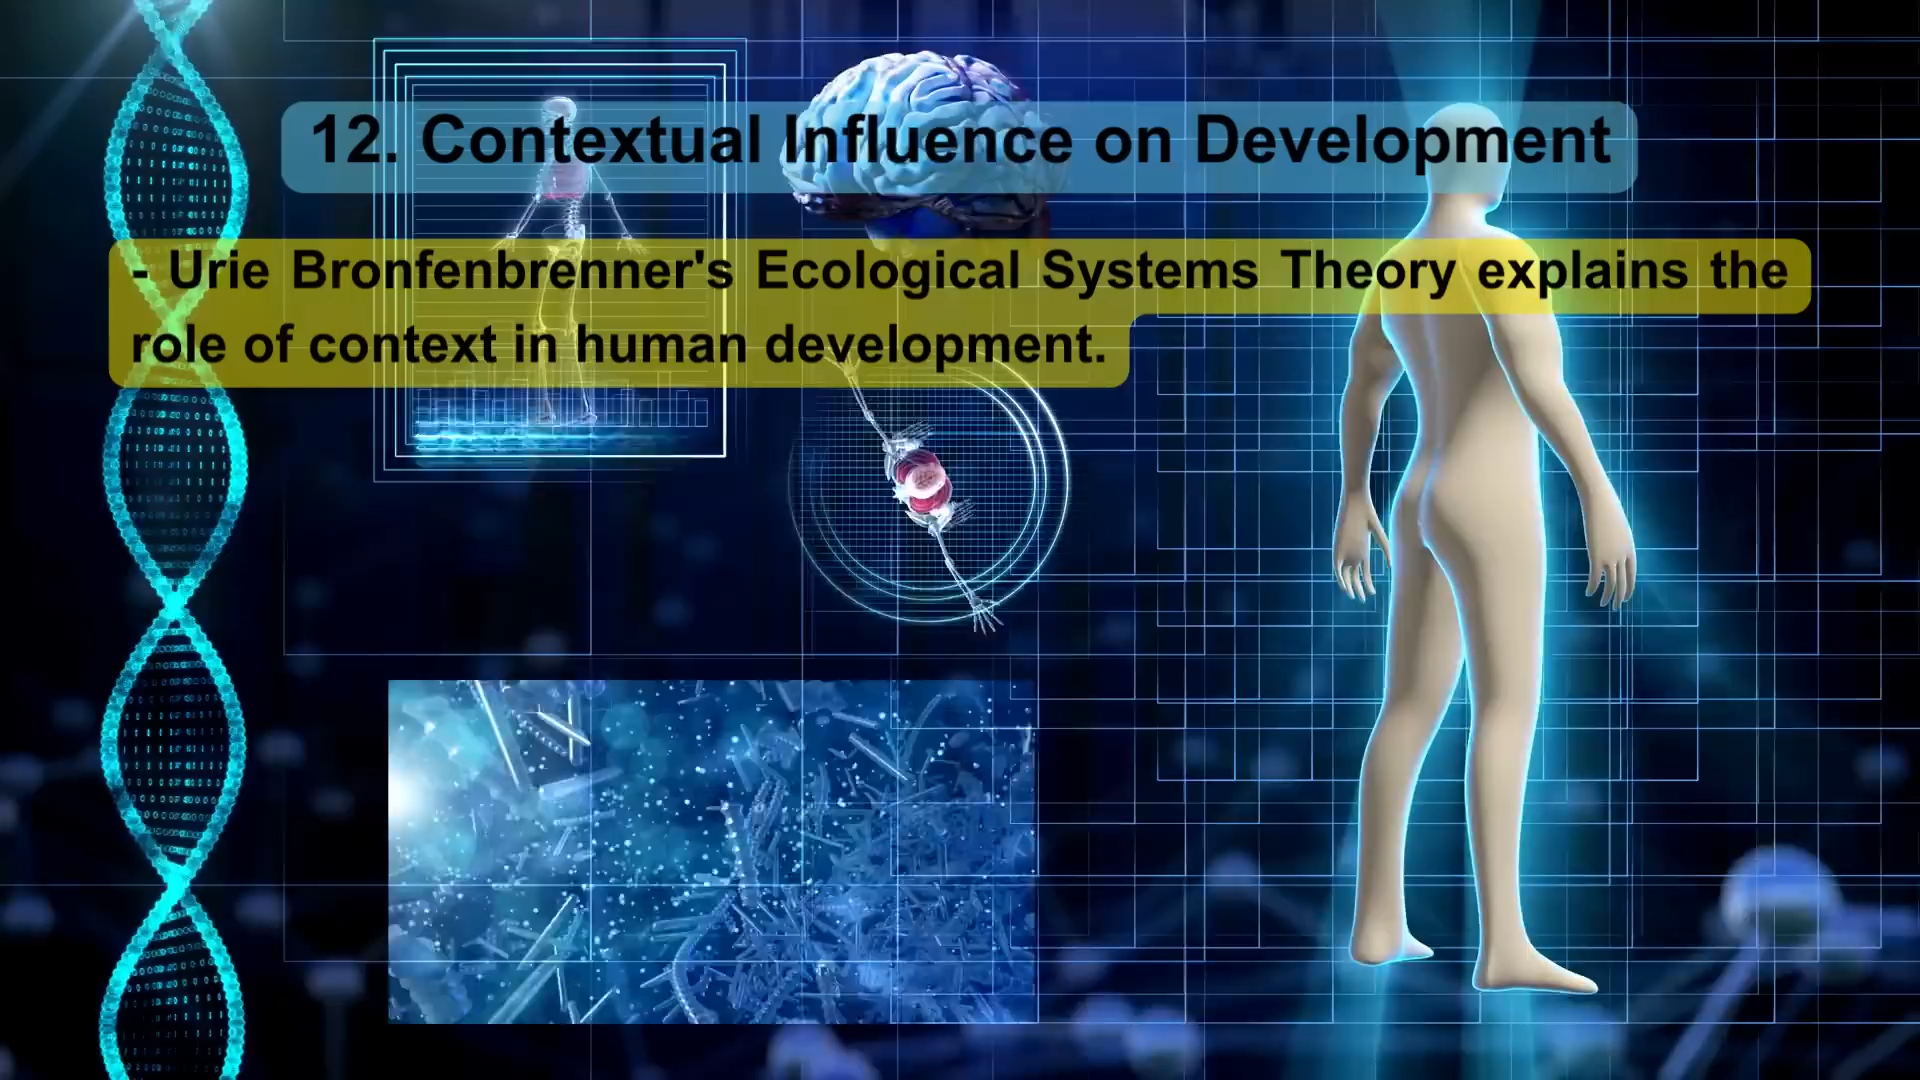 12. Contextual Influence on Development
- Urie Bronfenbrenner's Ecological Systems Theory explains the
role of context in human development.